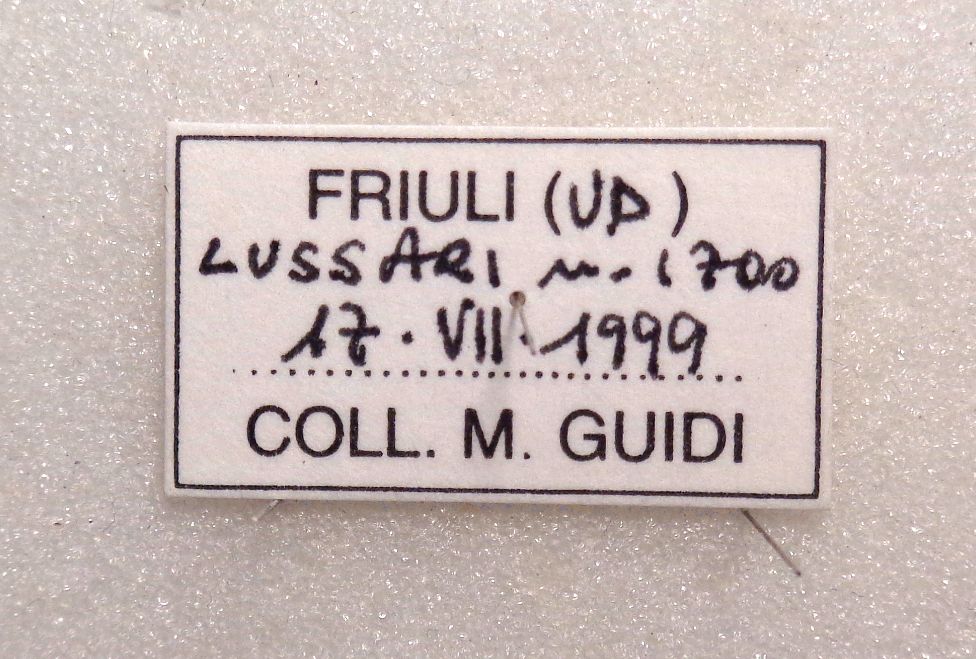 FRIULI (UD)
LUSSARI m. 1700
17. VII. 1999
COLL. M. GUIDI